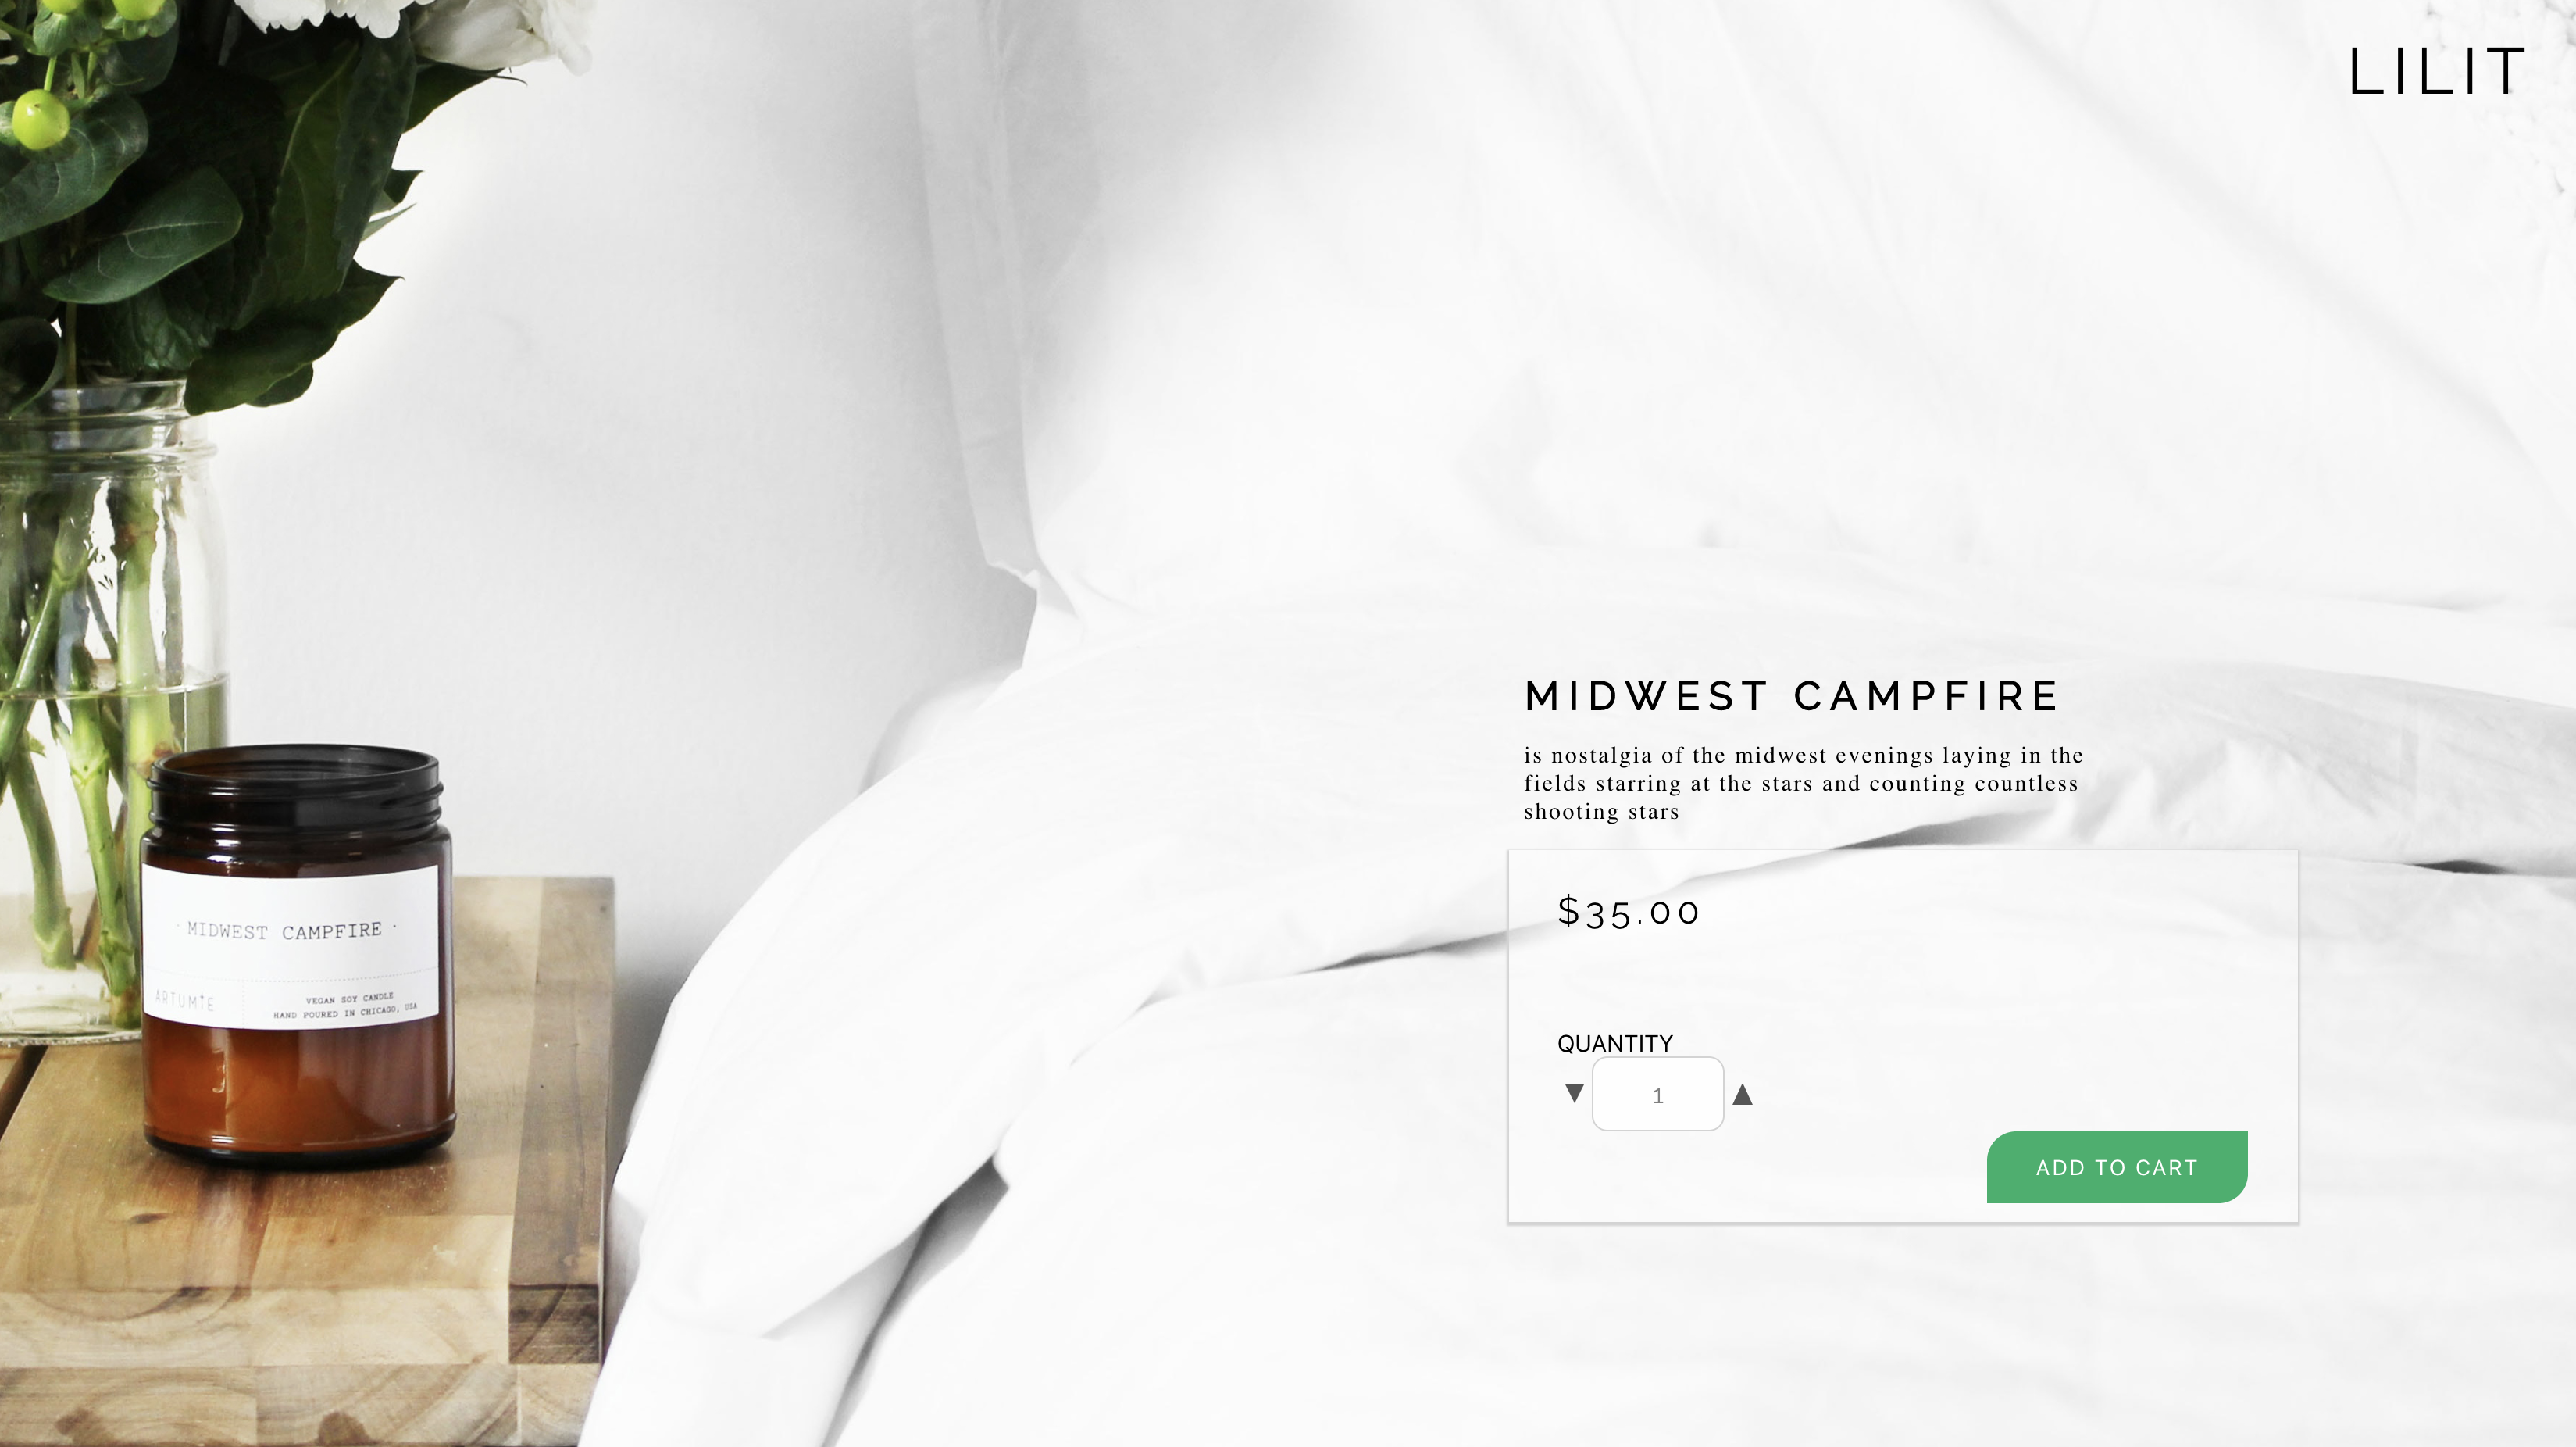 LILIT
MIDWEST CAMPFIRE
is nostalgia of the midwest evenings laying in the
fields starring at the stars and counting countless
shooting stars
$35.00
QUANTITY
▼ 1 ▲
ADD TO CART
· MIDWEST CAMPFIRE ·
ARTUMIE
VEGAN SOY CANDLE
HAND POURED IN CHICAGO, USA